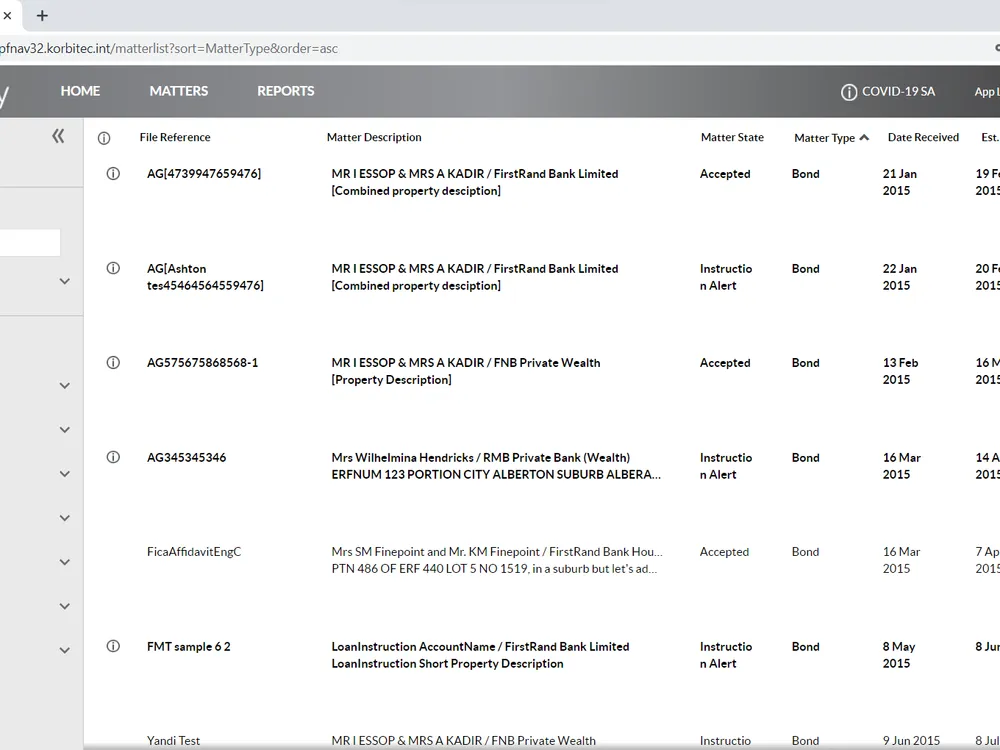 pfnav32.korbitec.int/matterlist?sort=MatterType&order=asc
y HOME MATTERS REPORTS COVID-19 SA App
File Reference Matter Description Matter State Matter Type Date Received Est.
AG[4739947659476] MR I ESSOP & MRS A KADIR / FirstRand Bank Limited Accepted Bond 21 Jan 19
[Combined property desciption] 2015 2015
AG[Ashton MR I ESSOP & MRS A KADIR / FirstRand Bank Limited Instructio Bond 22 Jan 20
tes45464564559476] [Combined property desciption] n Alert 2015 2015
AG575675868568-1 MR I ESSOP & MRS A KADIR / FNB Private Wealth Accepted Bond 13 Feb 16
[Property Description] 2015 2015
AG345345346 Mrs Wilhelmina Hendricks / RMB Private Bank (Wealth) Instructio Bond 16 Mar 14
ERFNUM 123 PORTION CITY ALBERTON SUBURB ALBERA... n Alert 2015 2015
FicaAffidavitEngC Mrs SM Finepoint and Mr. KM Finepoint / FirstRand Bank Hou... Accepted Bond 16 Mar 7 Ap
PTN 486 OF ERF 440 LOT 5 NO 1519, in a suburb but let's ad... 2015 2015
FMT sample 6 2 LoanInstruction AccountName / FirstRand Bank Limited Instructio Bond 8 May 8 Jun
LoanInstruction Short Property Description n Alert 2015
Yandi Test MR I ESSOP & MRS A KADIR / FNB Private Wealth Instructio Bond 9 Jun 2015 8 Jul